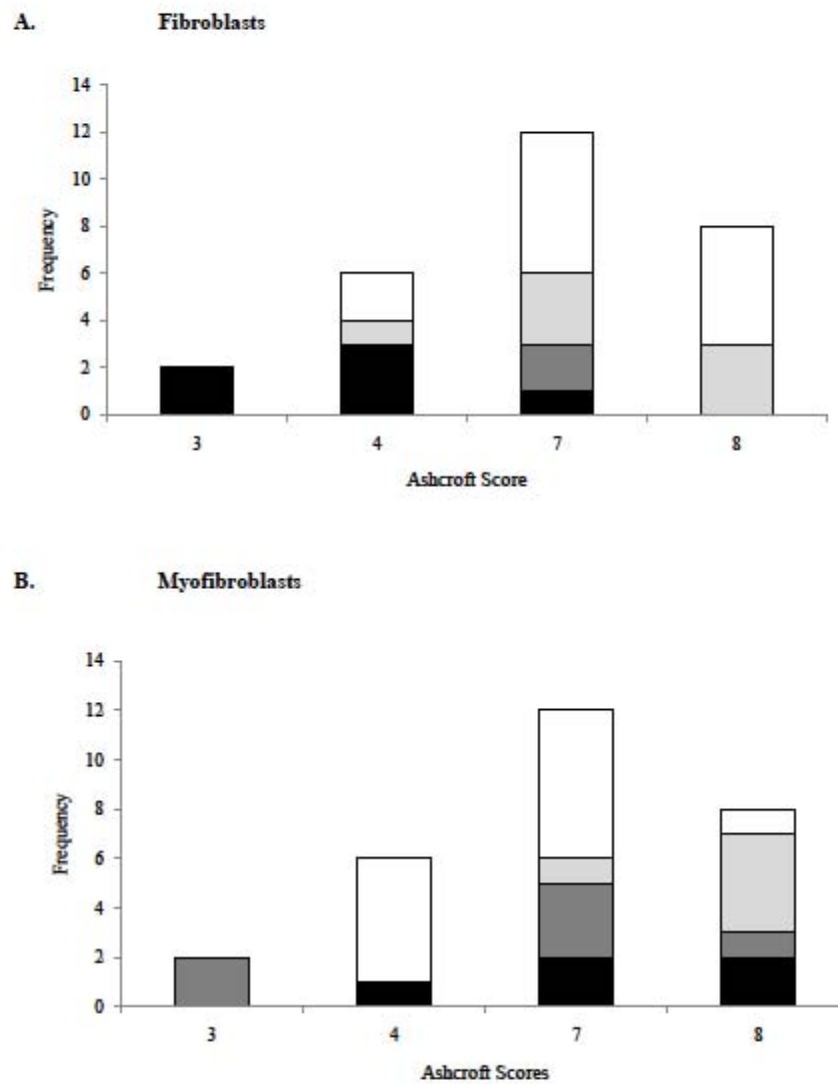 A. Fibroblasts
14
12
10
8
6
4
2
0
Frequency
3 4 7 8
Ashcroft Score
B. Myofibroblasts
14
12
10
8
6
4
2
0
Frequency
3 4 7 8
Ashcroft Scores